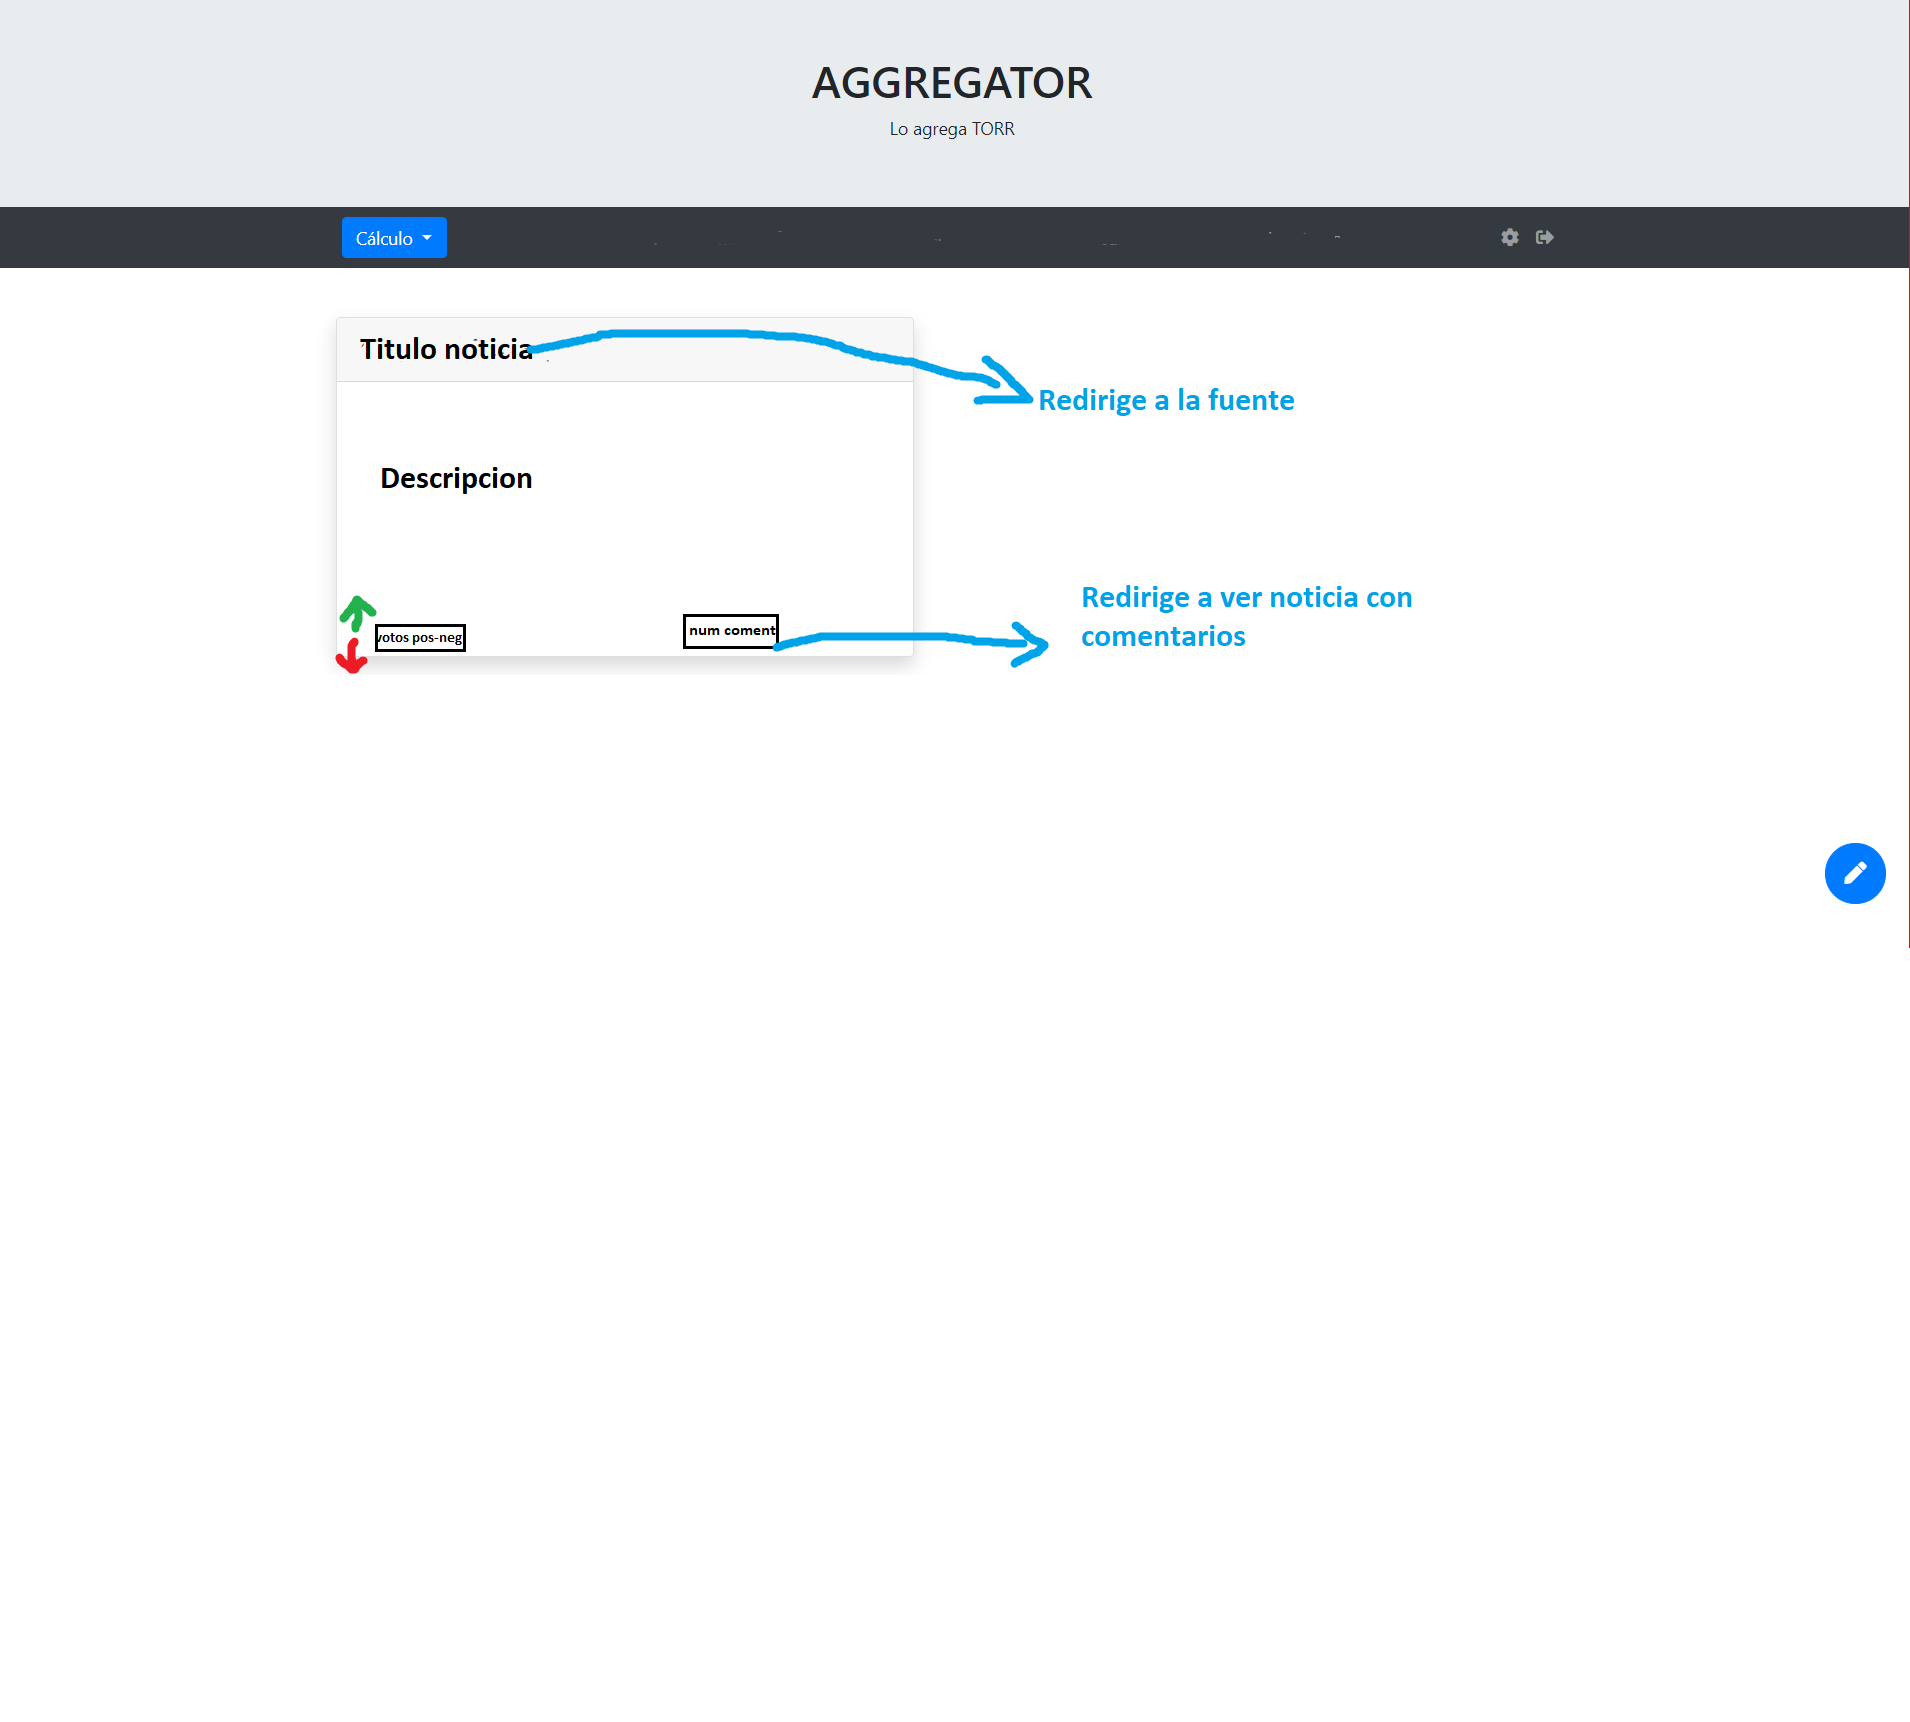 AGGREGATOR
Lo agrega TORR
Cálculo
Titulo noticia
Redirige a la fuente
Descripcion
Redirige a ver noticia con
comentarios
votos pos-neg
num coment